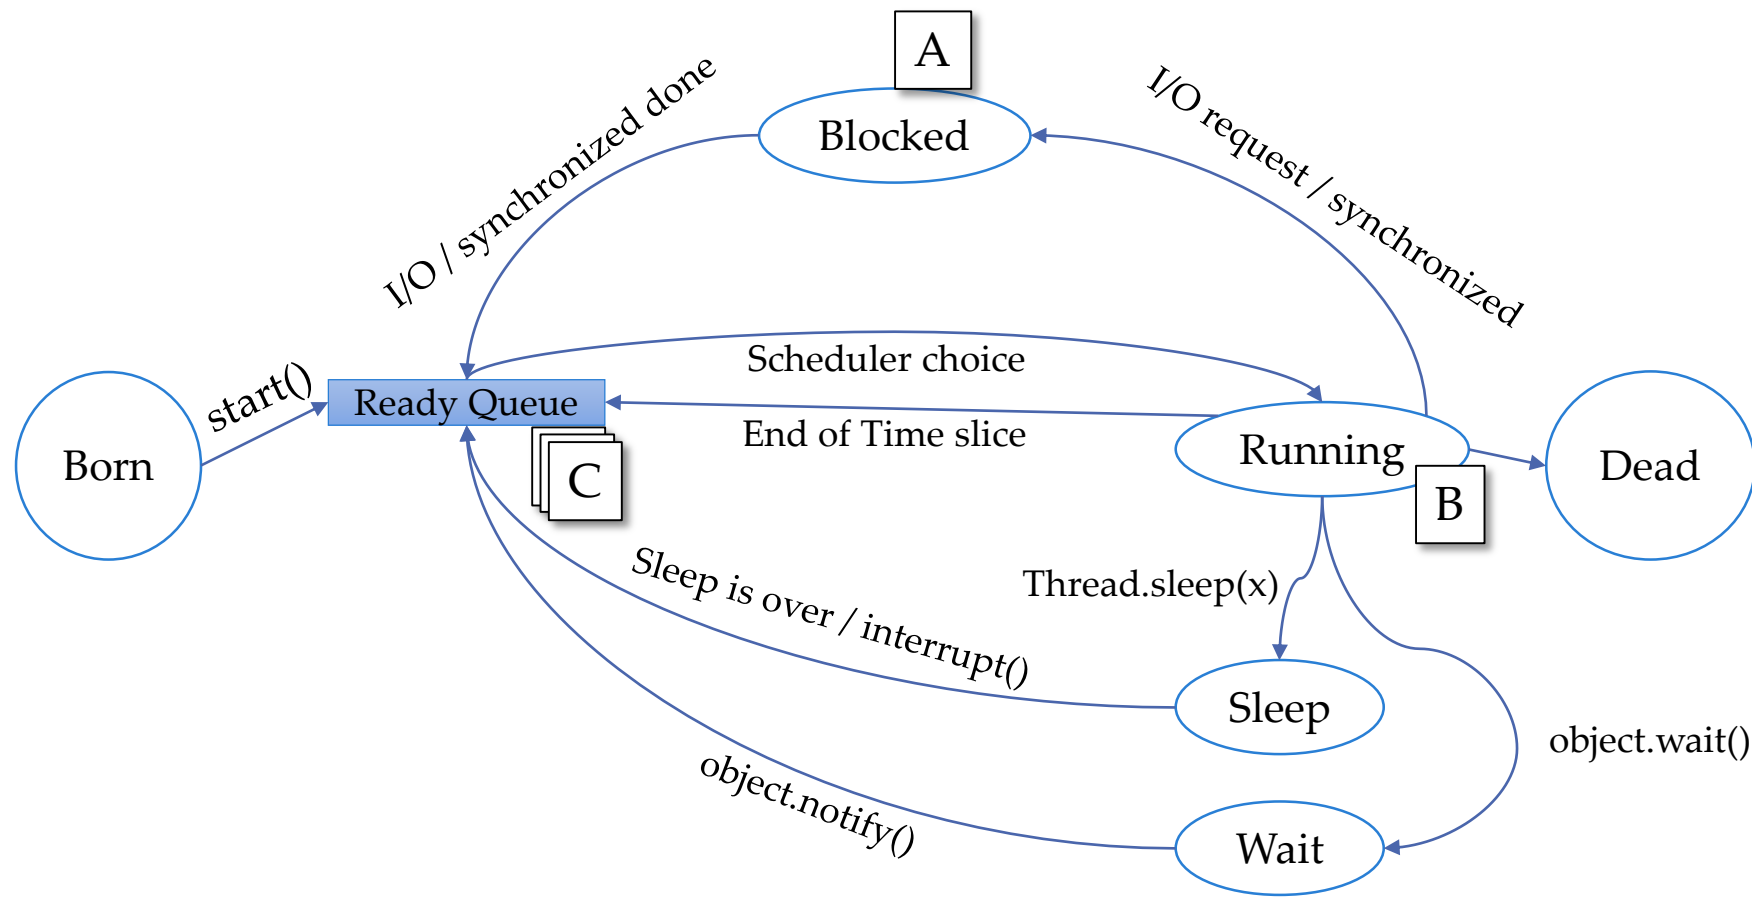 A
Blocked
I/O / synchronized done
I/O request / synchronized
Scheduler choice
start()
Ready Queue
End of Time slice
Born
Running
Dead
C
B
Sleep is over / interrupt()
Thread.sleep(x)
Sleep
object.wait()
object.notify()
Wait